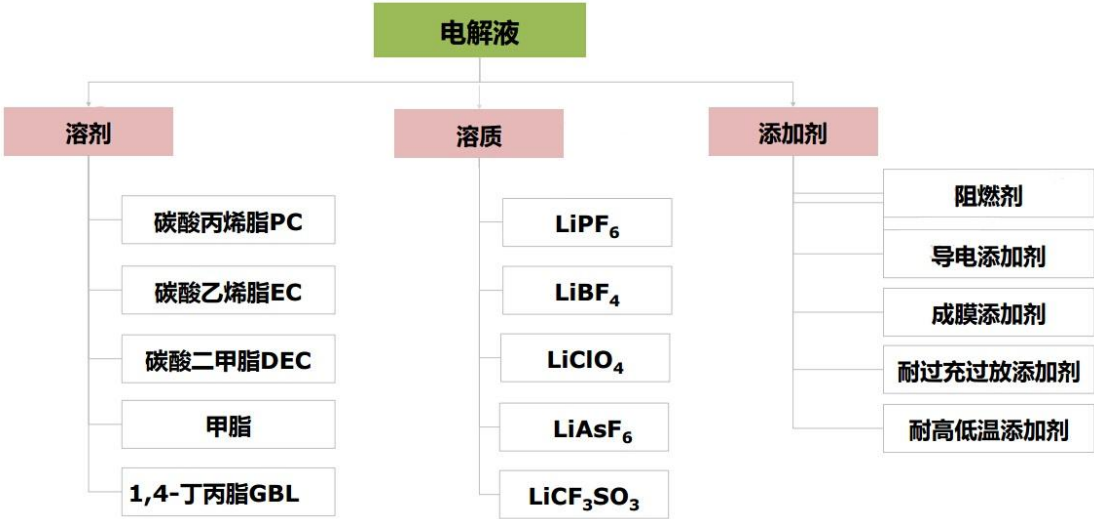 电解液
溶剂
溶质
添加剂
碳酸丙烯脂PC
碳酸乙烯脂EC
碳酸二甲脂DEC
甲脂
1,4-丁丙脂GBL
LiPF₆
LiBF₄
LiClO₄
LiAsF₆
LiCF₃SO₃
阻燃剂
导电添加剂
成膜添加剂
耐过充过放添加剂
耐高低温添加剂